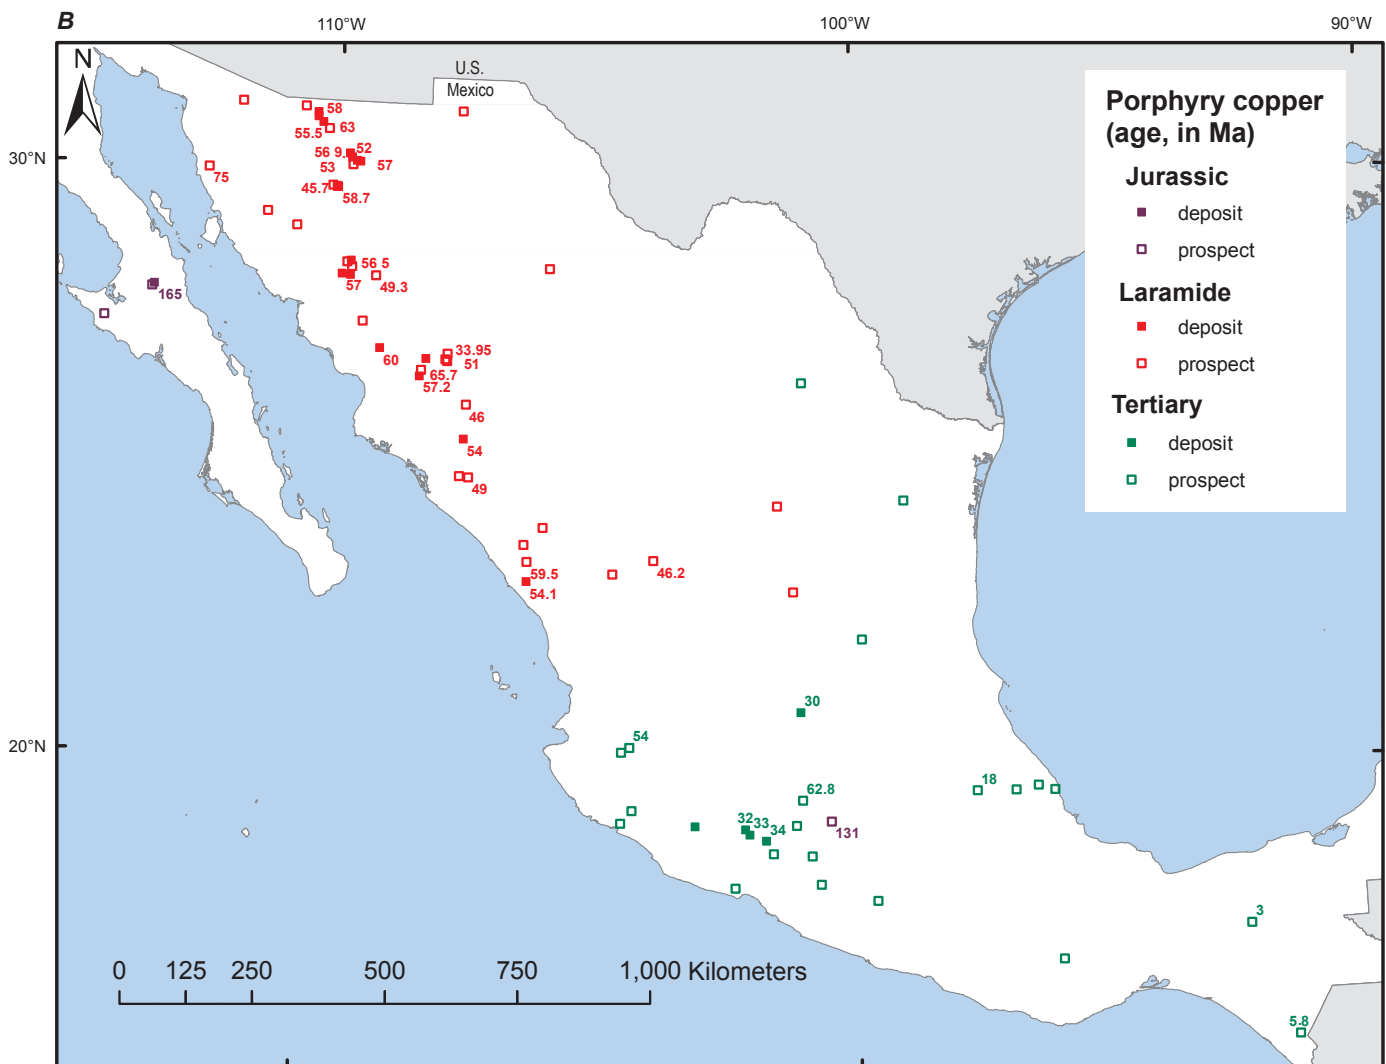 B
110°W
100°W
90°W
N
U.S.
Mexico
Porphyry copper
(age, in Ma)
Jurassic
deposit
prospect
Laramide
deposit
prospect
Tertiary
deposit
prospect
58
55.5
63
30°N
56 9.
52
53
57
75
45.7
58.7
56 5
57
49.3
165
33.95
60
51
65.7
57.2
46
54
49
59.5
46.2
54.1
30
54
20°N
18
62.8
32
33
34
131
3
0
125
250
500
750
1,000 Kilometers
5.8